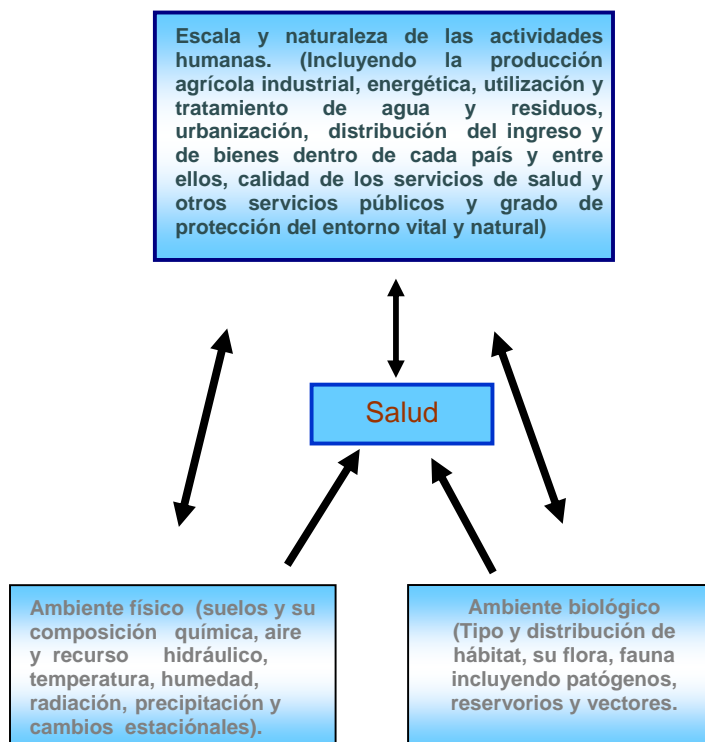 Escala y naturaleza de las actividades
humanas. (Incluyendo la producción
agrícola industrial, energética, utilización y
tratamiento de agua y residuos,
urbanización, distribución del ingreso y
de bienes dentro de cada país y entre
ellos, calidad de los servicios de salud y
otros servicios públicos y grado de
protección del entorno vital y natural)
Salud
Ambiente físico (suelos y su
composición química, aire
y recurso hidráulico,
temperatura, humedad,
radiación, precipitación y
cambios estaciónales).
Ambiente biológico
(Tipo y distribución de
hábitat, su flora, fauna
incluyendo patógenos,
reservorios y vectores.